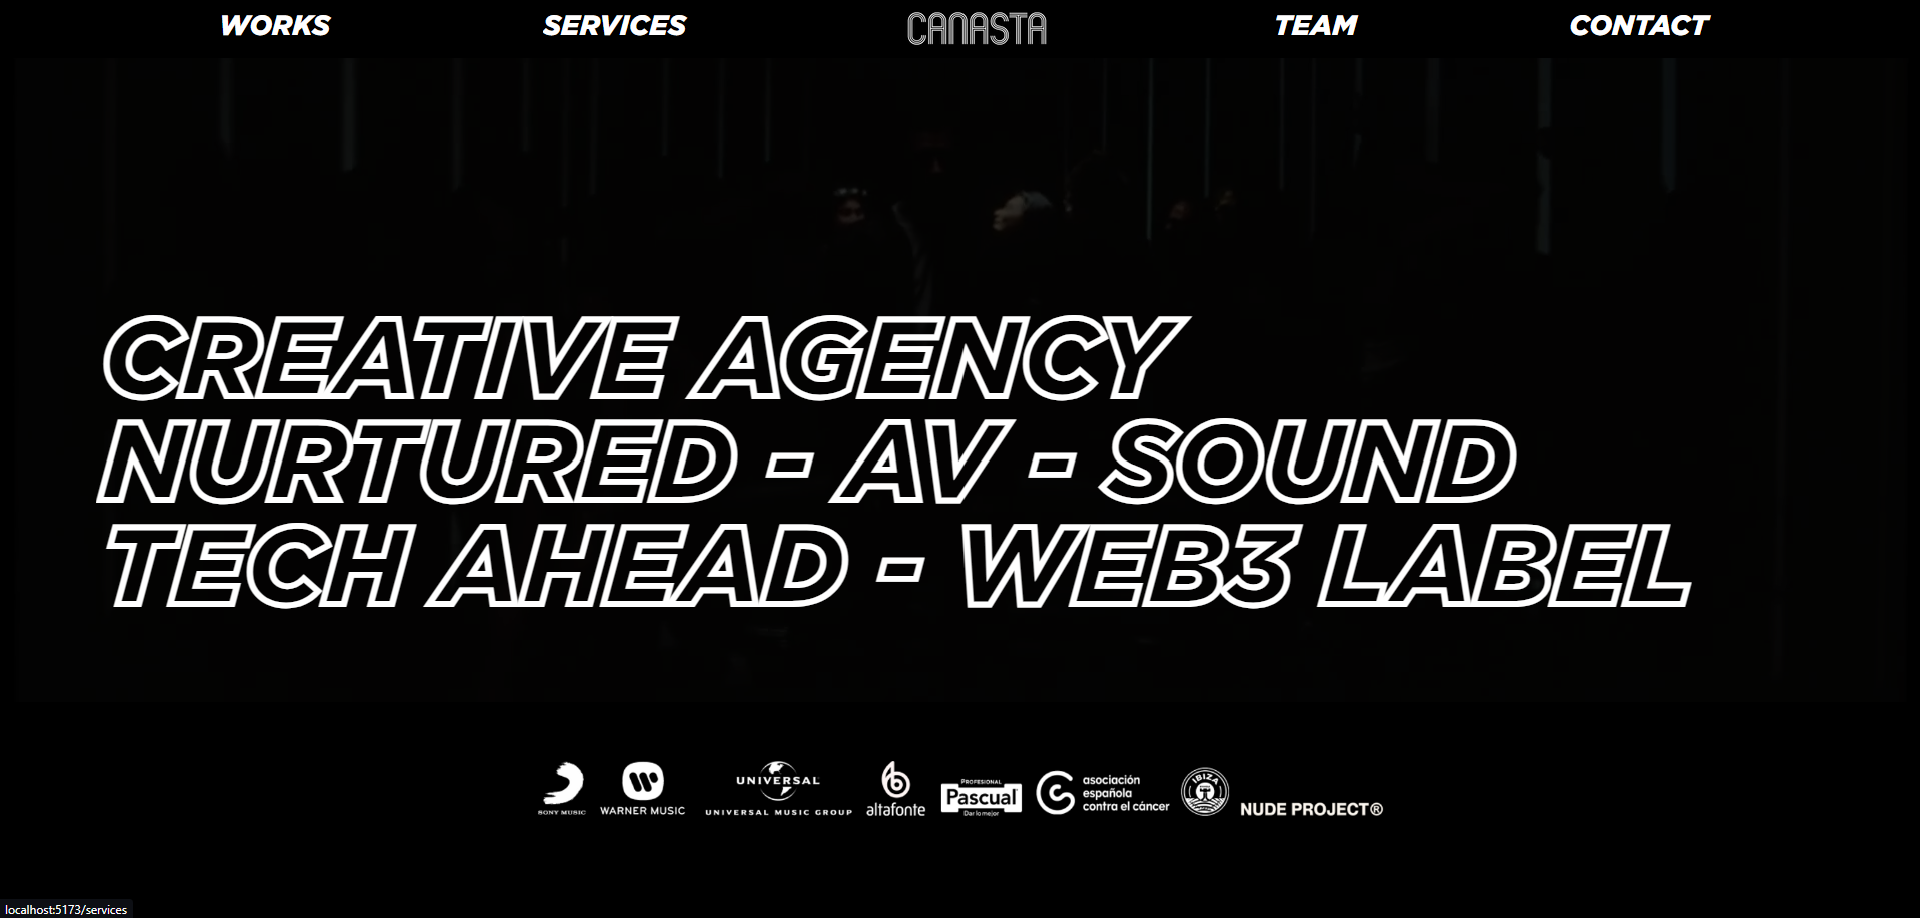 WORKS SERVICES CANASTA TEAM CONTACT
CREATIVE AGENCY
NURTURED - AV - SOUND
TECH AHEAD - WEB3 LABEL
SONY MUSIC
WARNER MUSIC
UNIVERSAL
UNIVERSAL MUSIC GROUP
altafonte
PROFESIONAL
Pascual
Dar lo mejor
asociación
española
contra el cáncer
IBIZA
NUDE PROJECT®
localhost:5173/services